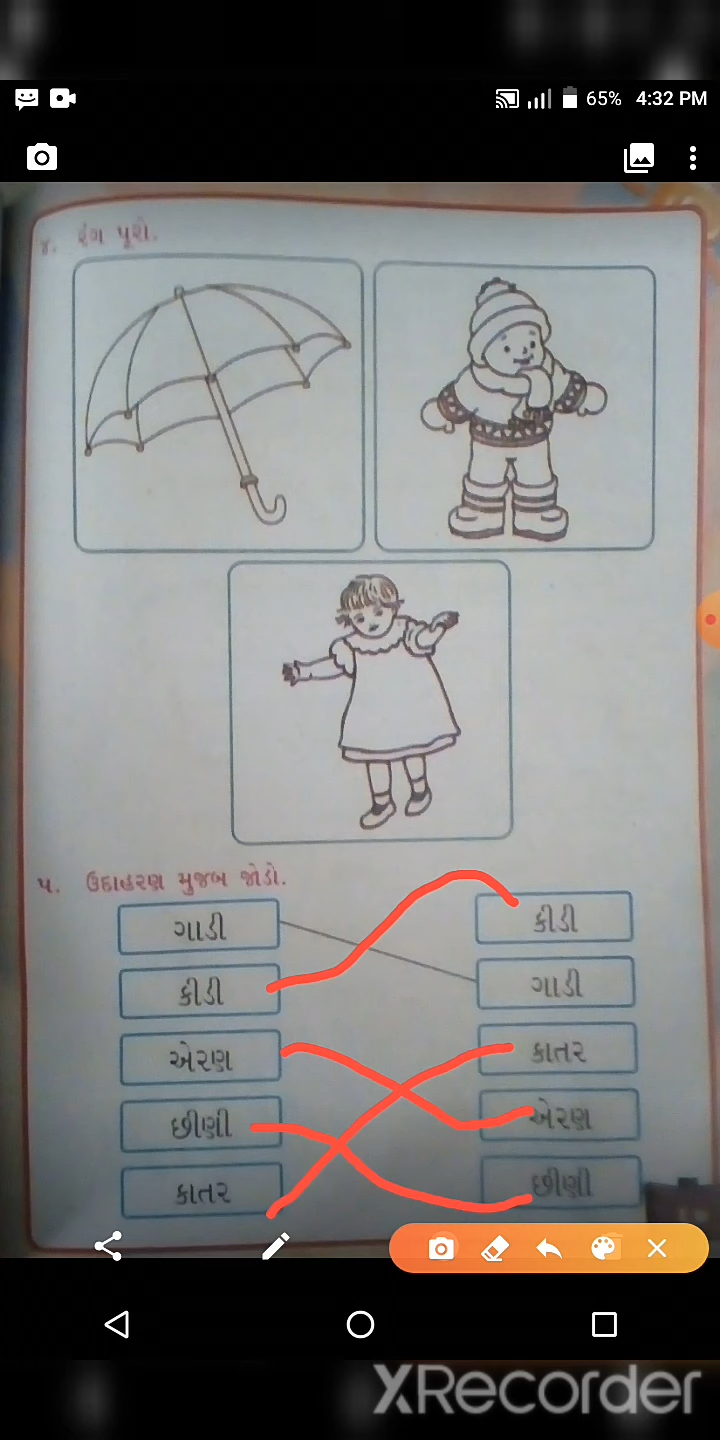 65% 4:32 PM
૪. રંગ પૂરો.
૫. ઉદાહરણ મુજબ જોડો.
ગાડી કીડી
કીડી ગાડી
એરણ કાતર
છીણી એરણ
કાતર છીણી
XRecorder